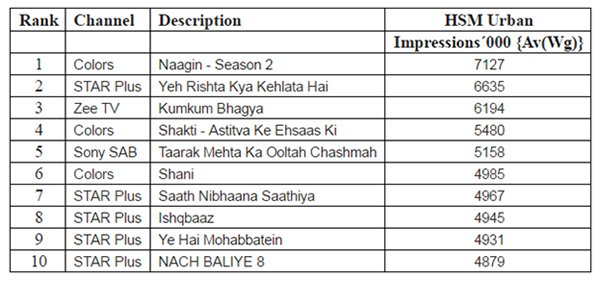 Rank Channel Description HSM Urban
Impressions´000 {Av(Wg)}
1 Colors Naagin - Season 2 7127
2 STAR Plus Yeh Rishta Kya Kehlata Hai 6635
3 Zee TV Kumkum Bhagya 6194
4 Colors Shakti - Astitva Ke Ehsaas Ki 5480
5 Sony SAB Taarak Mehta Ka Ooltah Chashmah 5158
6 Colors Shani 4985
7 STAR Plus Saath Nibhaana Saathiya 4967
8 STAR Plus Ishqbaaz 4945
9 STAR Plus Ye Hai Mohabbatein 4931
10 STAR Plus NACH BALIYE 8 4879